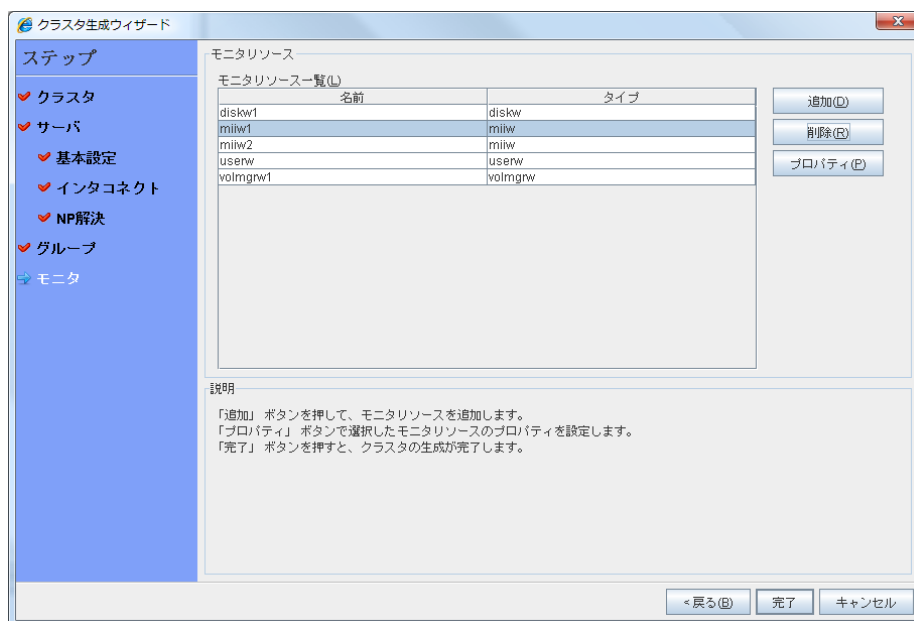 クラスタ生成ウィザード
ステップ
クラスタ
サーバ
基本設定
インタコネクト
NP解決
グループ
モニタ
モニタリソース
モニタリソース一覧(L)
名前 タイプ
diskw1 diskw
miiw1 miiw
miiw2 miiw
userw userw
volmgrw1 volmgrw
追加(D)
削除(R)
プロパティ(P)
説明
「追加」 ボタンを押して、モニタリソースを追加します。
「プロパティ」 ボタンで選択したモニタリソースのプロパティを設定します。
「完了」 ボタンを押すと、クラスタの生成が完了します。
<戻る(B) 完了 キャンセル